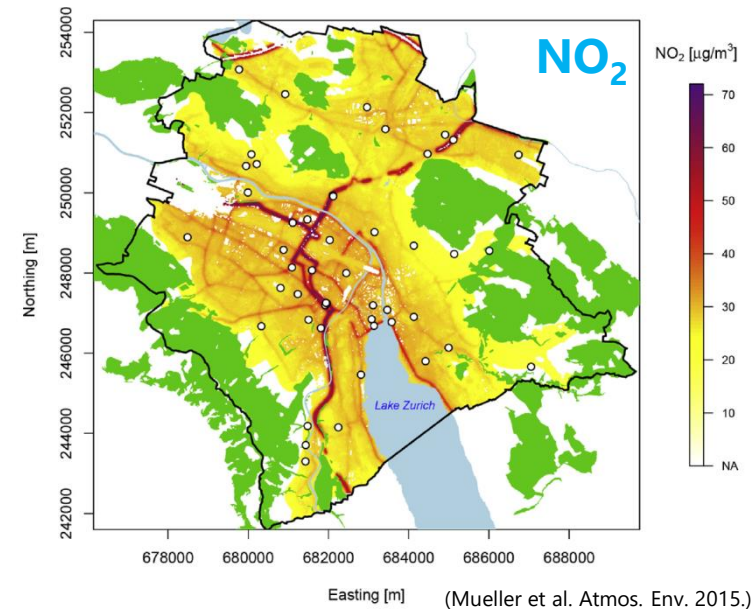 NO₂
NO₂ [µg/m³]
70
60
50
40
30
20
10
NA
Northing [m]
254000
252000
250000
248000
246000
244000
242000
Lake Zurich
678000 680000 682000 684000 686000 688000
Easting [m]
(Mueller et al. Atmos. Env. 2015.)